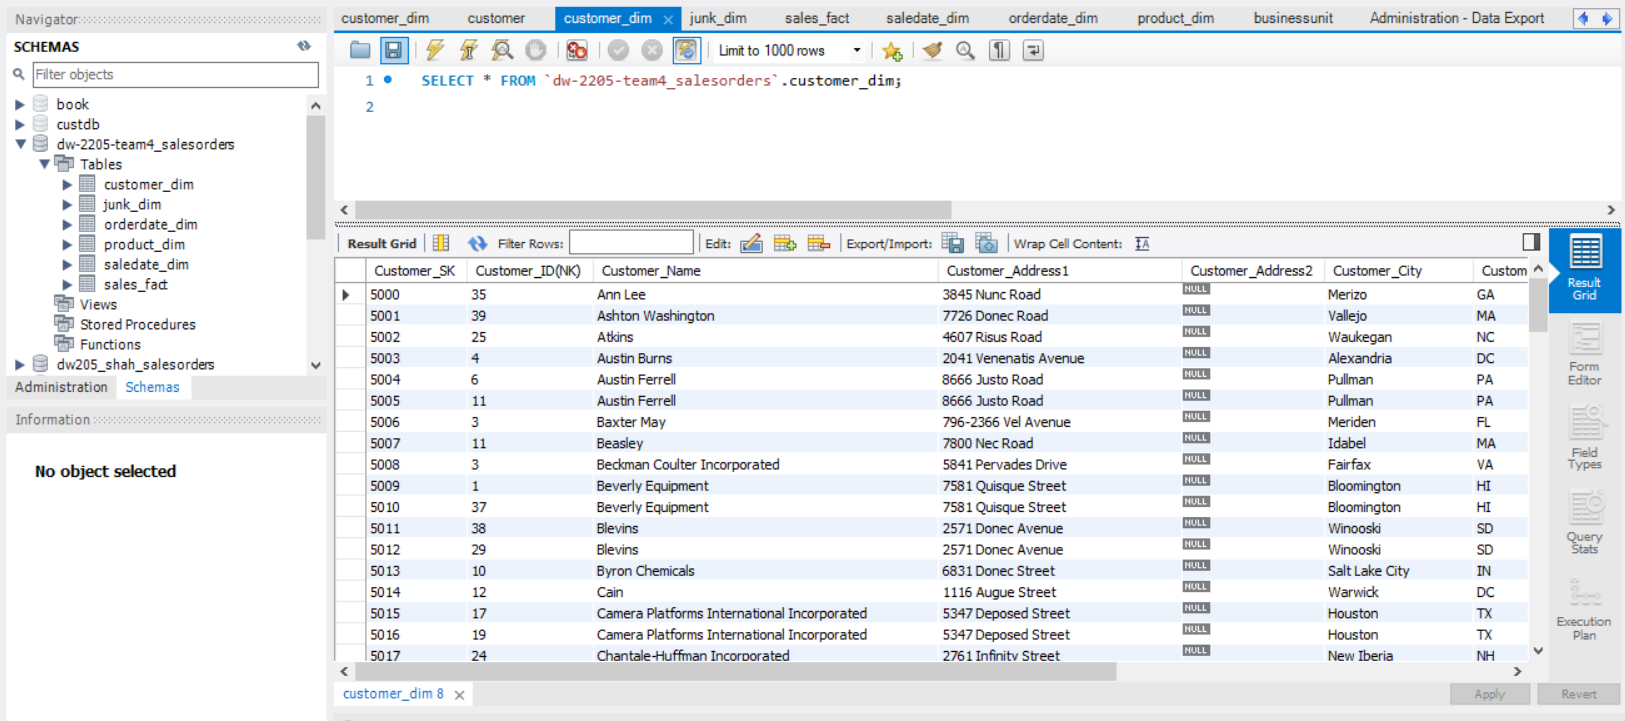 Navigator
SCHEMAS
Filter objects
book
custdb
dw-2205-team4_salesorders
Tables
customer_dim
junk_dim
orderdate_dim
product_dim
saledate_dim
sales_fact
Views
Stored Procedures
Functions
dw205_shah_salesorders
Administration Schemas
Information
No object selected
customer_dim customer customer_dim junk_dim sales_fact saledate_dim orderdate_dim product_dim businessunit Administration - Data Export
Limit to 1000 rows
1 SELECT * FROM `dw-2205-team4_salesorders`.customer_dim;
2
Result Grid Filter Rows: Edit: Export/Import: Wrap Cell Content:
Customer_SK Customer_ID(NK) Customer_Name Customer_Address1 Customer_Address2 Customer_City Custom
5000 35 Ann Lee 3845 Nunc Road NULL Merizo GA
5001 39 Ashton Washington 7726 Donec Road NULL Vallejo MA
5002 25 Atkins 4607 Risus Road NULL Waukegan NC
5003 4 Austin Burns 2041 Venenatis Avenue NULL Alexandria DC
5004 6 Austin Ferrell 8666 Justo Road NULL Pullman PA
5005 11 Austin Ferrell 8666 Justo Road NULL Pullman PA
5006 3 Baxter May 796-2366 Vel Avenue NULL Meriden FL
5007 11 Beasley 7800 Nec Road NULL Idabel MA
5008 3 Beckman Coulter Incorporated 5841 Pervades Drive NULL Fairfax VA
5009 1 Beverly Equipment 7581 Quisque Street NULL Bloomington HI
5010 37 Beverly Equipment 7581 Quisque Street NULL Bloomington HI
5011 38 Blevins 2571 Donec Avenue NULL Winooski SD
5012 29 Blevins 2571 Donec Avenue NULL Winooski SD
5013 10 Byron Chemicals 6831 Donec Street NULL Salt Lake City IN
5014 12 Cain 1116 Augue Street NULL Warwick DC
5015 17 Camera Platforms International Incorporated 5347 Deposed Street NULL Houston TX
5016 19 Camera Platforms International Incorporated 5347 Deposed Street NULL Houston TX
5017 24 Chantale-Huffman Incorporated 2761 Infinity Street NULL New Iberia NH
Result
Grid
Form
Editor
Field
Types
Query
Stats
Execution
Plan
customer_dim 8
Apply Revert